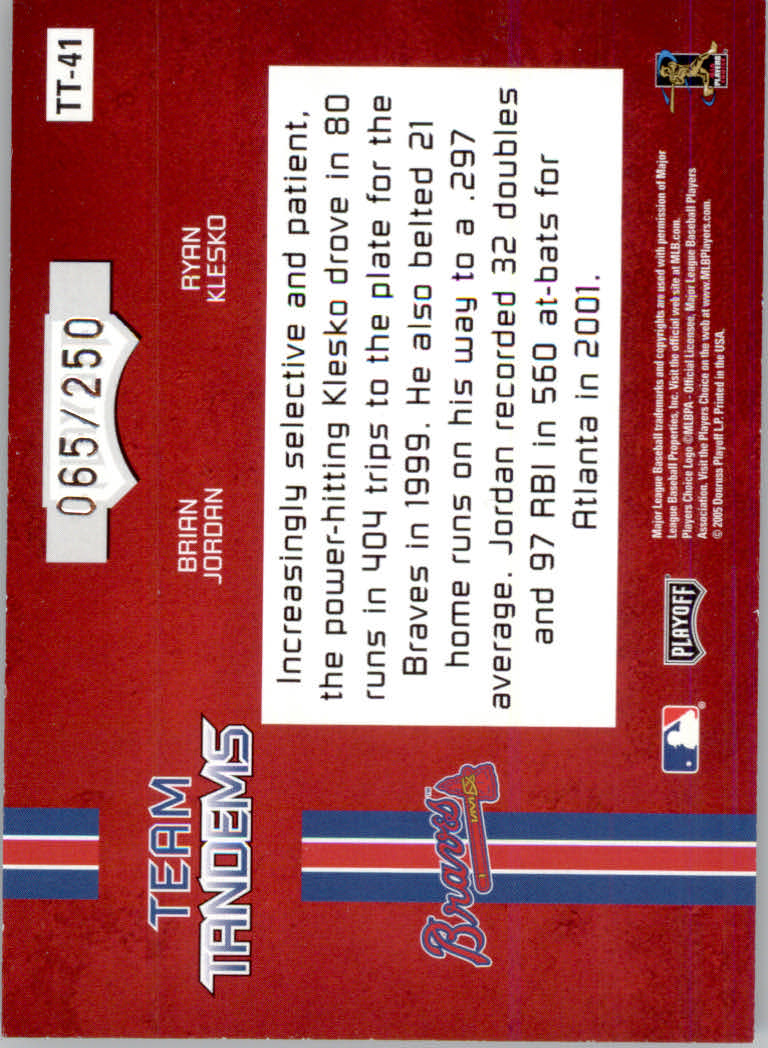 TT-41
065/250
BRIAN
JORDAN
RYAN
KLESKO
TEAM
TANDEMS
Increasingly selective and patient,
the power-hitting Klesko drove in 80
runs in 404 trips to the plate for the
Braves in 1999. He also belted 21
home runs on his way to a .297
average. Jordan recorded 32 doubles
and 97 RBI in 560 at-bats for
Atlanta in 2001.
Braves
PLAYOFF
Major League Baseball trademarks and copyrights are used with permission of Major
League Baseball Properties, Inc. Visit the official web site at MLB.com.
Players Choice Logo ©MLBPA - Official Licensee, Major League Baseball Players
Association. Visit the Players Choice on the web at www.MLBPlayers.com.
© 2005 Donruss Playoff L.P. Printed in the USA.
PLAYERS